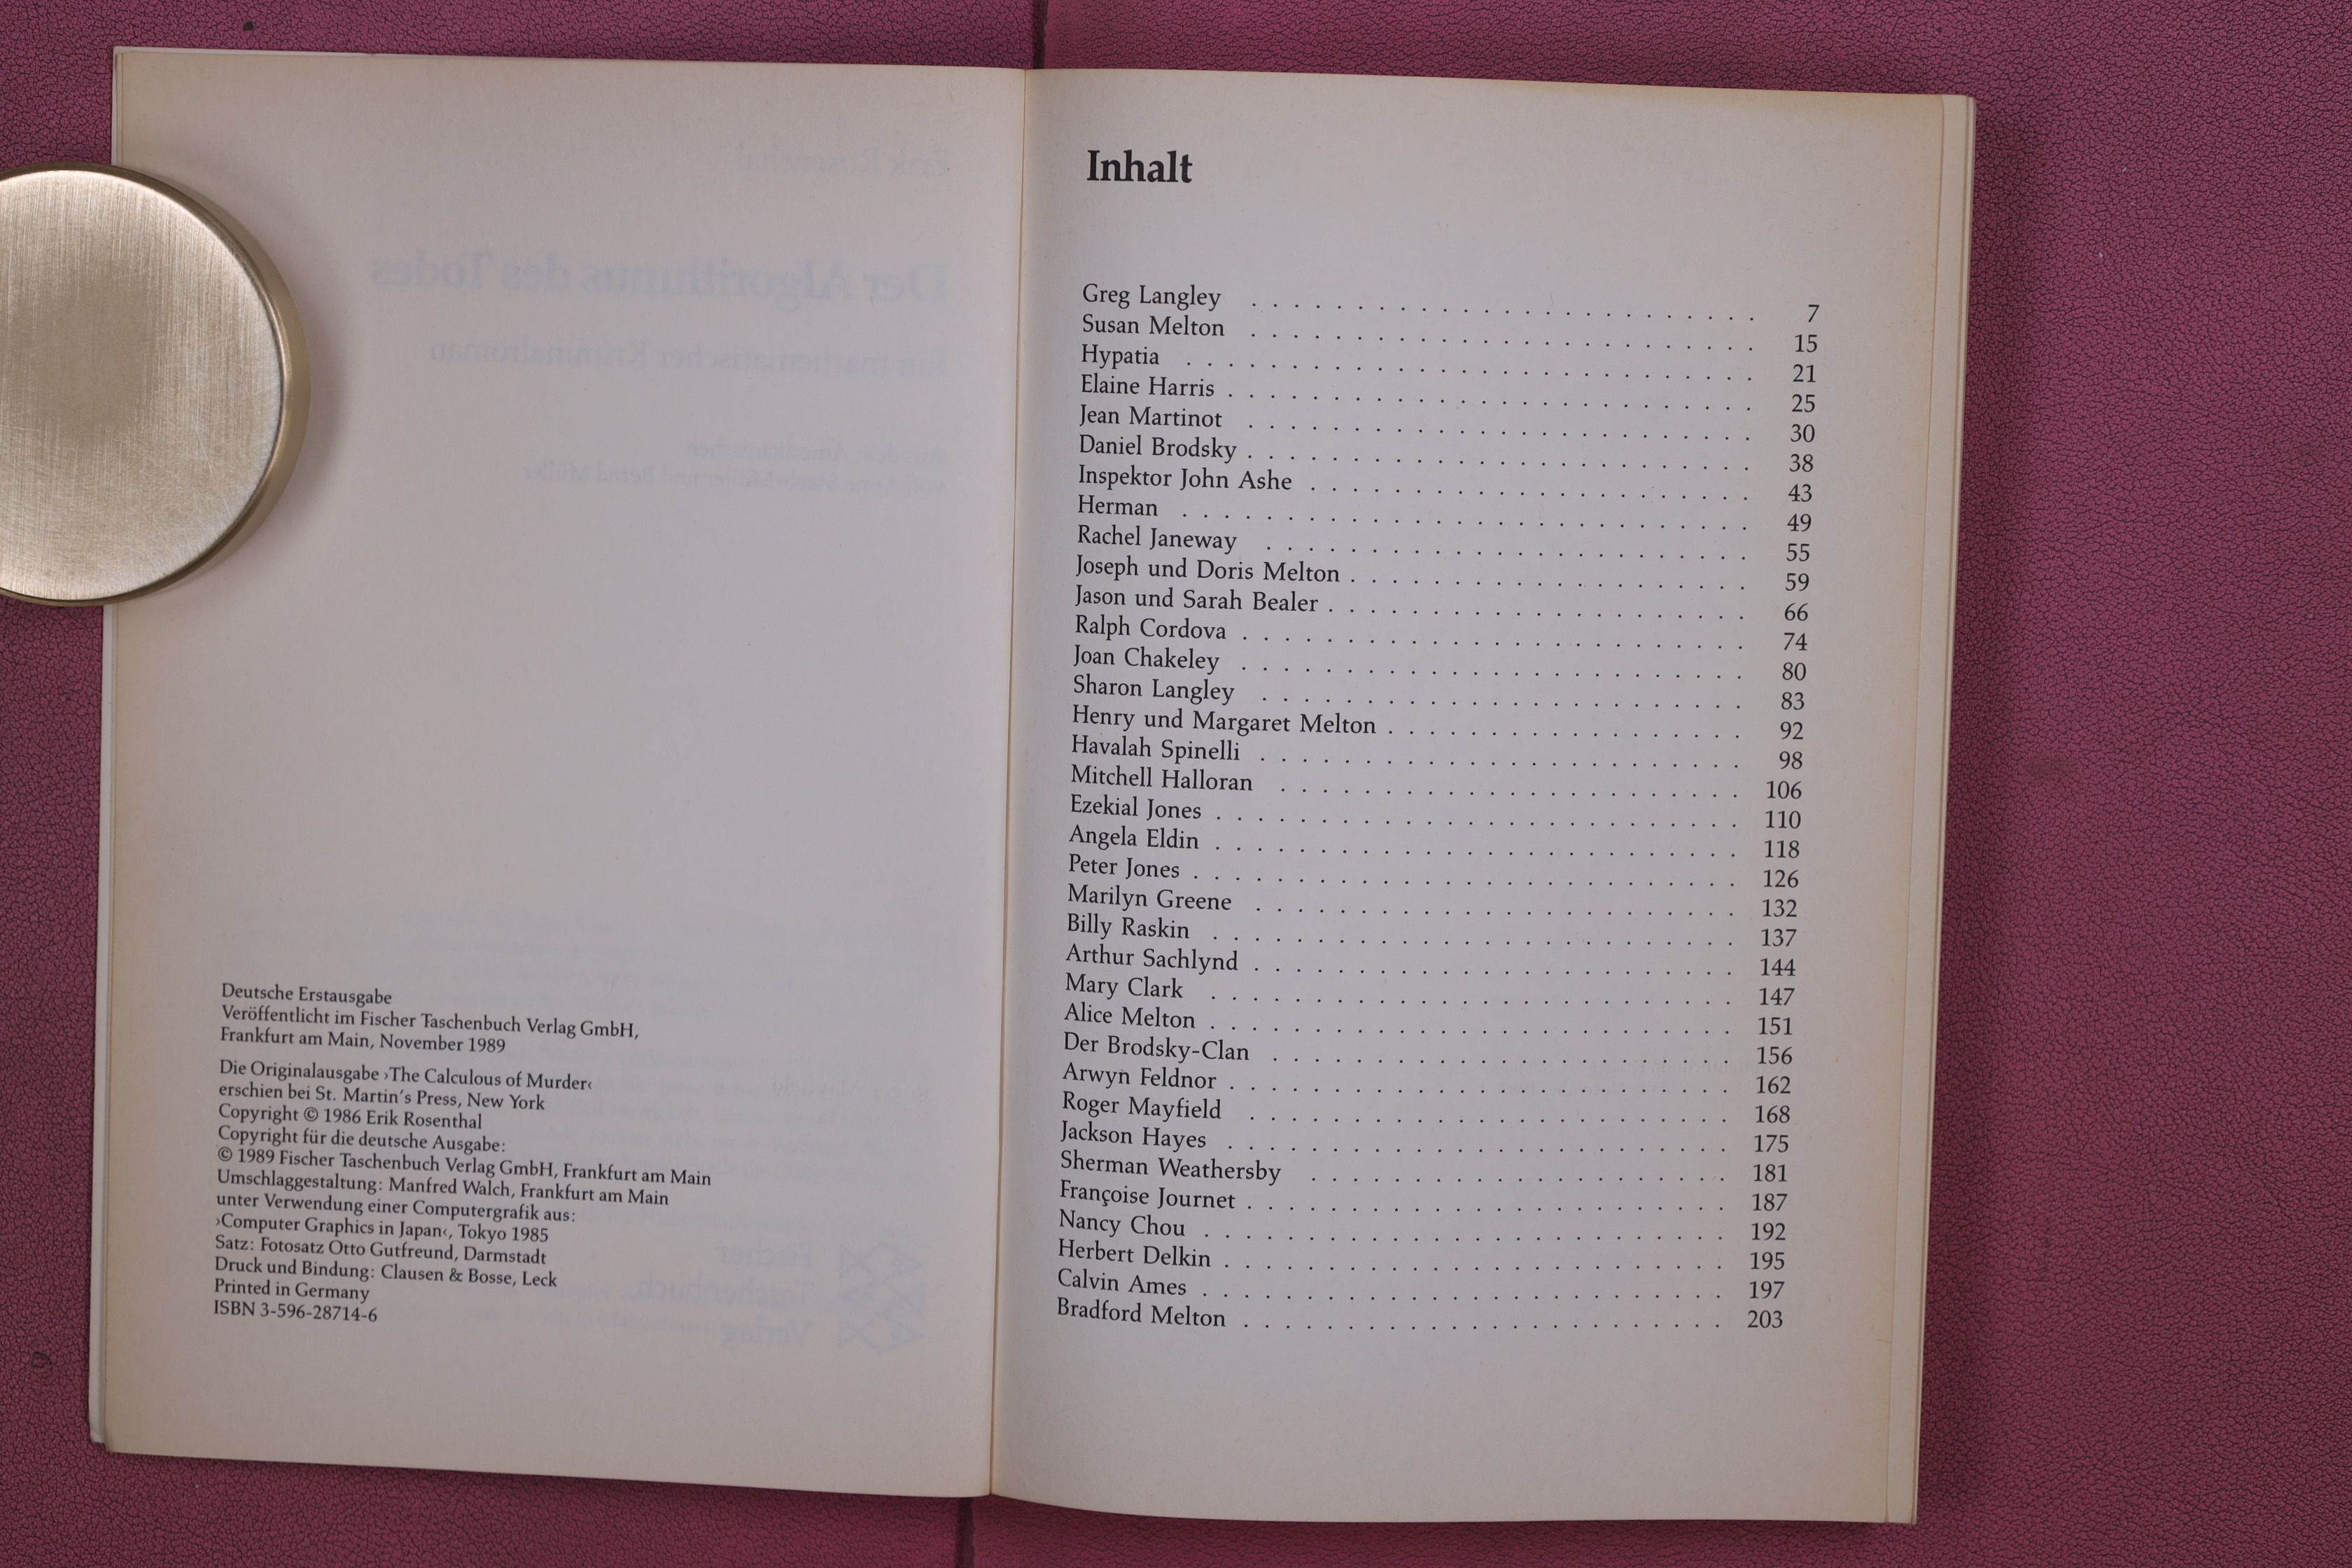 Deutsche Erstausgabe
Veröffentlicht im Fischer Taschenbuch Verlag GmbH,
Frankfurt am Main, November 1989
Die Originalausgabe ›The Calculous of Murder‹
erschien bei St. Martin's Press, New York
Copyright © 1986 Erik Rosenthal
Copyright für die deutsche Ausgabe:
© 1989 Fischer Taschenbuch Verlag GmbH, Frankfurt am Main
Umschlaggestaltung: Manfred Walch, Frankfurt am Main
unter Verwendung einer Computergrafik aus:
›Computer Graphics in Japan‹, Tokyo 1985
Satz: Fotosatz Otto Gutfreund, Darmstadt
Druck und Bindung: Clausen & Bosse, Leck
Printed in Germany
ISBN 3-596-28714-6
Inhalt
Greg Langley . . . . . . . . . . . . . . . . . . . . . . . . 7
Susan Melton . . . . . . . . . . . . . . . . . . . . . . . . 15
Hypatia . . . . . . . . . . . . . . . . . . . . . . . . . . . 21
Elaine Harris . . . . . . . . . . . . . . . . . . . . . . . . . 25
Jean Martinot . . . . . . . . . . . . . . . . . . . . . . . . 30
Daniel Brodsky . . . . . . . . . . . . . . . . . . . . . . . . 38
Inspektor John Ashe . . . . . . . . . . . . . . . . . . . . . 43
Herman . . . . . . . . . . . . . . . . . . . . . . . . . . . 49
Rachel Janeway . . . . . . . . . . . . . . . . . . . . . . . 55
Joseph und Doris Melton . . . . . . . . . . . . . . . . . . . 59
Jason und Sarah Bealer . . . . . . . . . . . . . . . . . . . . 66
Ralph Cordova . . . . . . . . . . . . . . . . . . . . . . . . 74
Joan Chakeley . . . . . . . . . . . . . . . . . . . . . . . . 80
Sharon Langley . . . . . . . . . . . . . . . . . . . . . . . 83
Henry und Margaret Melton . . . . . . . . . . . . . . . . . 92
Havalah Spinelli . . . . . . . . . . . . . . . . . . . . . . . 98
Mitchell Halloran . . . . . . . . . . . . . . . . . . . . . . 106
Ezekial Jones . . . . . . . . . . . . . . . . . . . . . . . . . 110
Angela Eldin . . . . . . . . . . . . . . . . . . . . . . . . . 118
Peter Jones . . . . . . . . . . . . . . . . . . . . . . . . . . 126
Marilyn Greene . . . . . . . . . . . . . . . . . . . . . . . 132
Billy Raskin . . . . . . . . . . . . . . . . . . . . . . . . . 137
Arthur Sachlynd . . . . . . . . . . . . . . . . . . . . . . . 144
Mary Clark . . . . . . . . . . . . . . . . . . . . . . . . . 147
Alice Melton . . . . . . . . . . . . . . . . . . . . . . . . . 151
Der Brodsky-Clan . . . . . . . . . . . . . . . . . . . . . . 156
Arwyn Feldnor . . . . . . . . . . . . . . . . . . . . . . . . 162
Roger Mayfield . . . . . . . . . . . . . . . . . . . . . . . 168
Jackson Hayes . . . . . . . . . . . . . . . . . . . . . . . . 175
Sherman Weathersby . . . . . . . . . . . . . . . . . . . . 181
Françoise Journet . . . . . . . . . . . . . . . . . . . . . . . 187
Nancy Chou . . . . . . . . . . . . . . . . . . . . . . . . . 192
Herbert Delkin . . . . . . . . . . . . . . . . . . . . . . . . 195
Calvin Ames . . . . . . . . . . . . . . . . . . . . . . . . . 197
Bradford Melton . . . . . . . . . . . . . . . . . . . . . . . 203